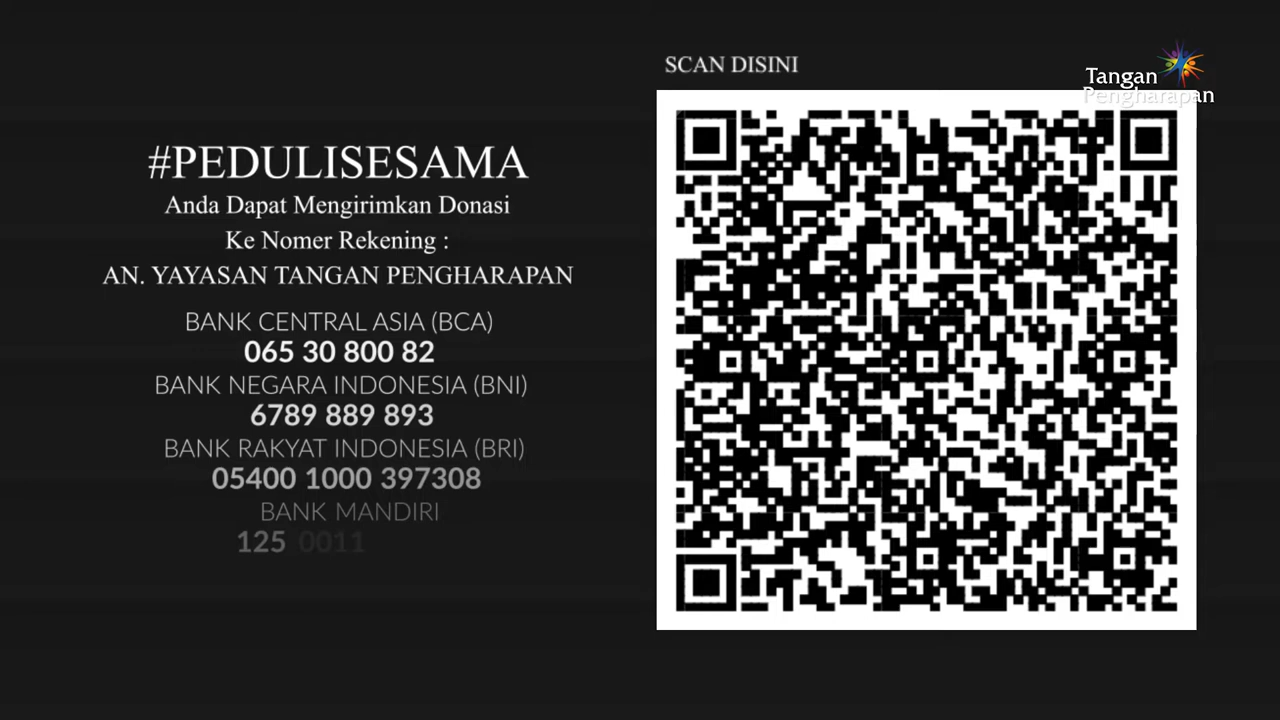 #PEDULISESAMA
Anda Dapat Mengirimkan Donasi
Ke Nomer Rekening :
AN. YAYASAN TANGAN PENGHARAPAN
BANK CENTRAL ASIA (BCA)
065 30 800 82
BANK NEGARA INDONESIA (BNI)
6789 889 893
BANK RAKYAT INDONESIA (BRI)
05400 1000 397308
BANK MANDIRI
125 0011
SCAN DISINI
Tangan
Pengharapan